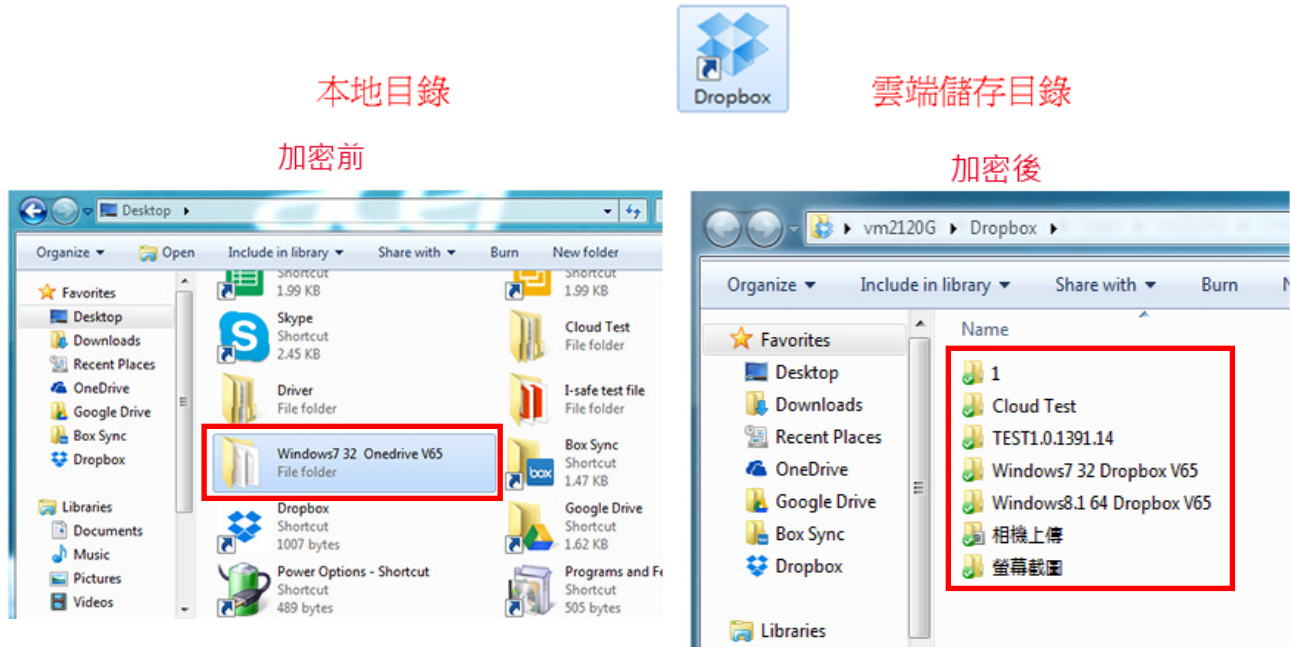 Dropbox
本地目錄
雲端儲存目錄
加密前
加密後
Desktop
Organize
Open
Include in library
Share with
Burn
New folder
Favorites
Desktop
Downloads
Recent Places
OneDrive
Google Drive
Box Sync
Dropbox
Libraries
Documents
Music
Pictures
Videos
Shortcut
1.99 KB
Shortcut
1.99 KB
Skype
Shortcut
2.45 KB
Cloud Test
File folder
Driver
File folder
I-safe test file
File folder
Windows7 32 Onedrive V65
File folder
box
Box Sync
Shortcut
1.47 KB
Dropbox
Shortcut
1007 bytes
Google Drive
Shortcut
1.62 KB
Power Options - Shortcut
Shortcut
489 bytes
Programs and Fe
Shortcut
505 bytes
vm2120G
Dropbox
Organize
Include in library
Share with
Burn
Favorites
Desktop
Downloads
Recent Places
OneDrive
Google Drive
Box Sync
Dropbox
Libraries
Name
1
Cloud Test
TEST1.0.1391.14
Windows7 32 Dropbox V65
Windows8.1 64 Dropbox V65
相機上傳
螢幕截圖